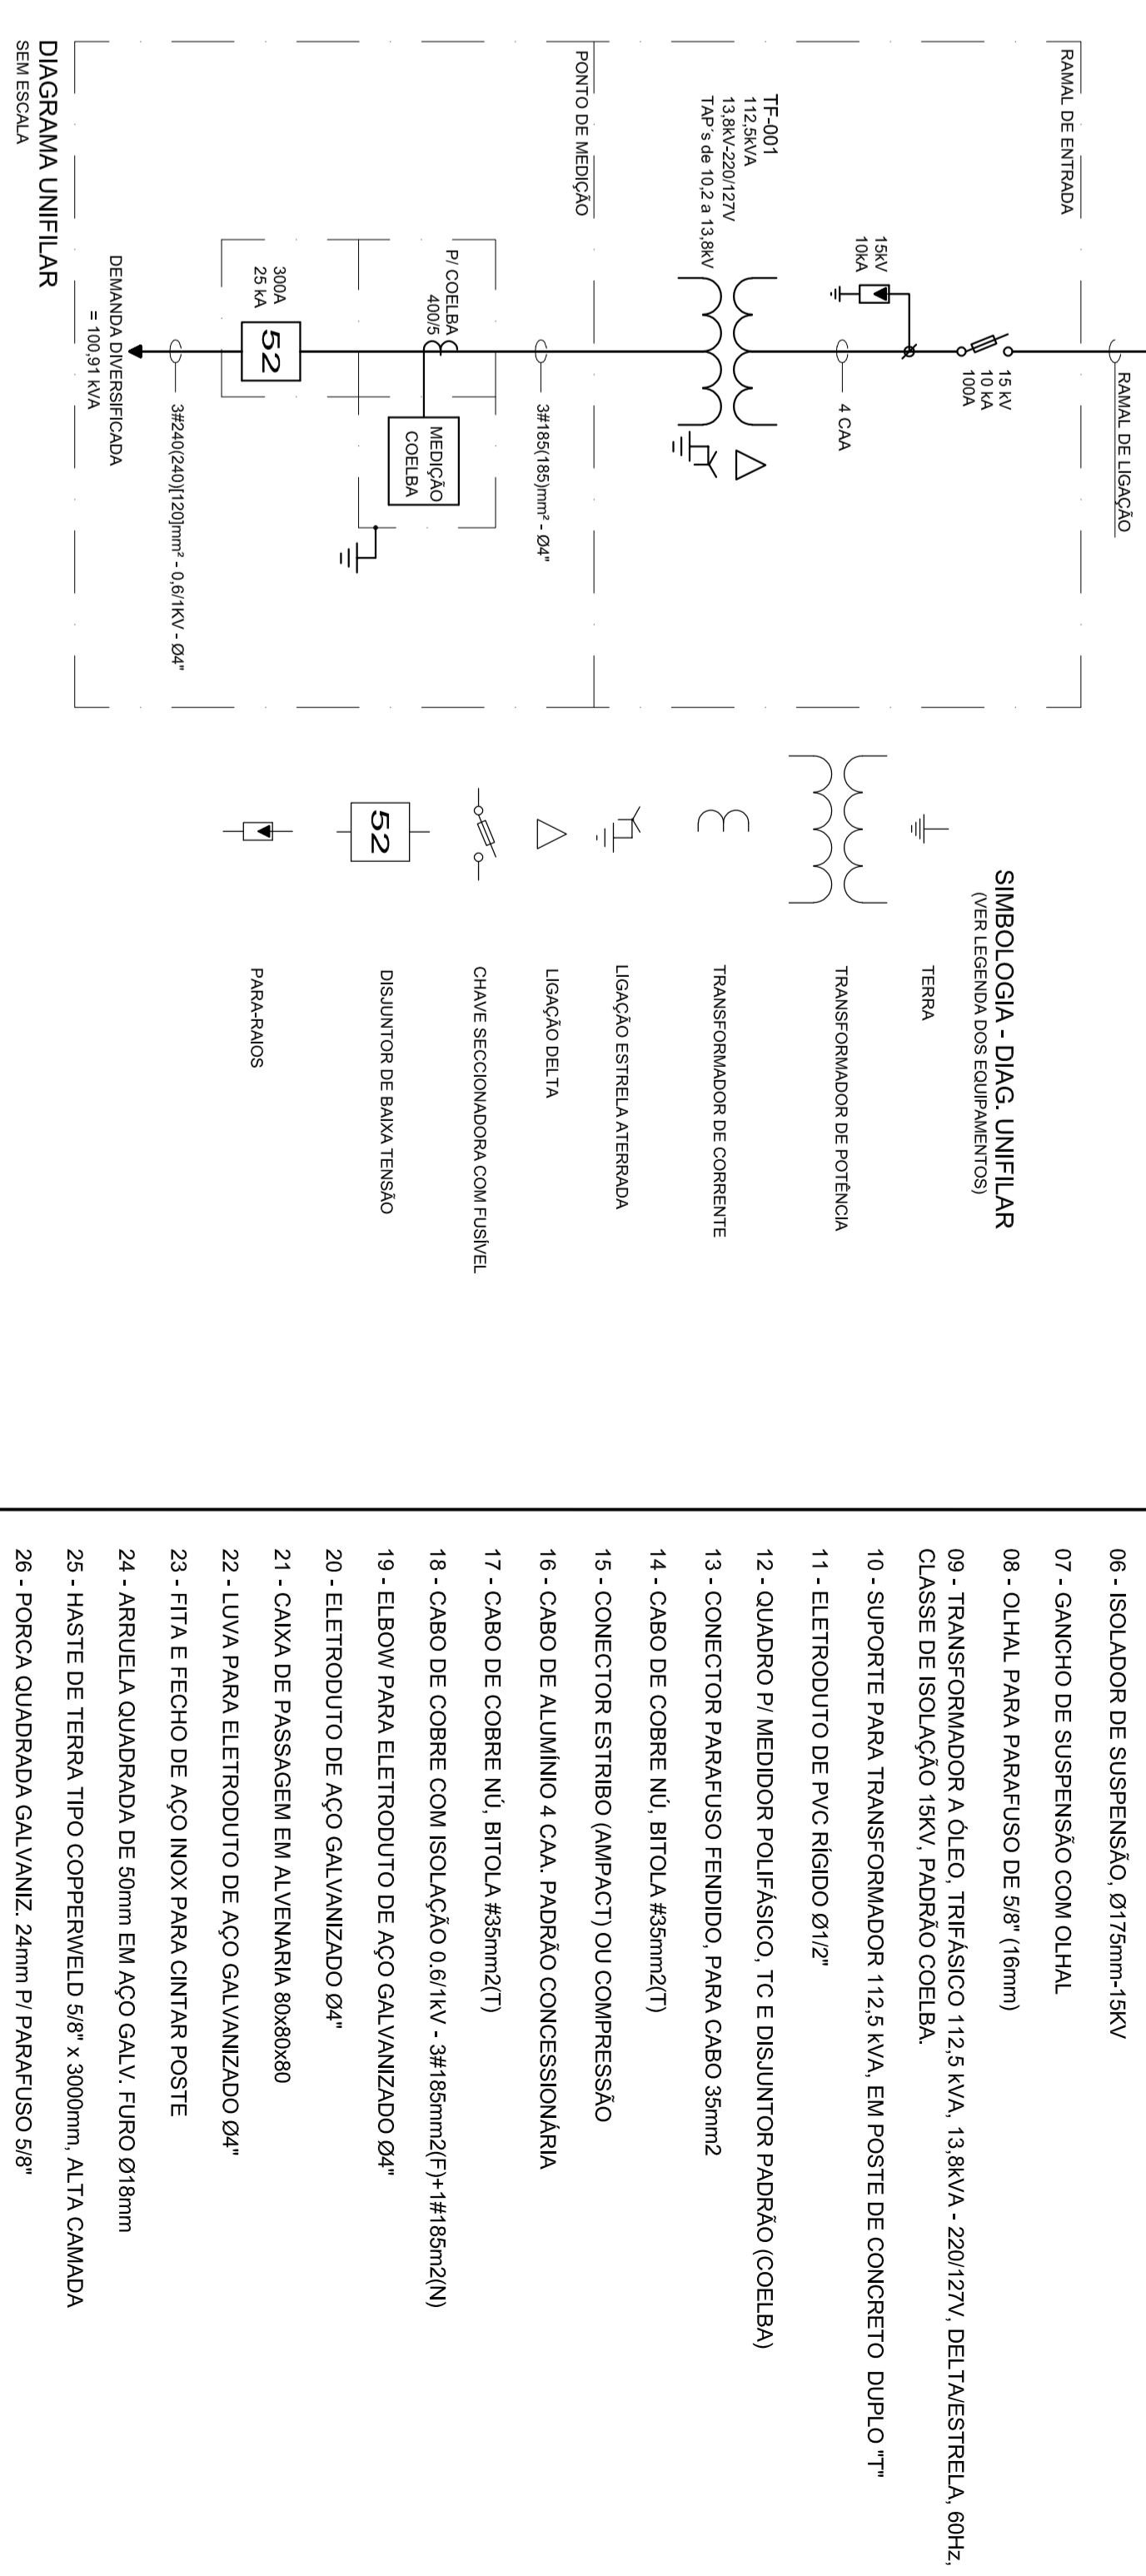 RAMAL DE LIGAÇÃO
RAMAL DE ENTRADA
15 kV
10 kA
100A
15kV
10kA
4 CAA
TF-001
112,5kVA
13,8kV-220/127V
TAP´s de 10,2 a 13,8kV
PONTO DE MEDIÇÃO
3#185(185)mm² - Ø4"
P/ COELBA
400/5
MEDIÇÃO
COELBA
300A
25 kA
52
3#240(240)[120]mm² - 0,6/1KV - Ø4"
DEMANDA DIVERSIFICADA
= 100,91 kVA
DIAGRAMA UNIFILAR
SEM ESCALA
SIMBOLOGIA - DIAG. UNIFILAR
(VER LEGENDA DOS EQUIPAMENTOS)
TERRA
TRANSFORMADOR DE POTÊNCIA
TRANSFORMADOR DE CORRENTE
LIGAÇÃO ESTRELA ATERRADA
LIGAÇÃO DELTA
CHAVE SECCIONADORA COM FUSÍVEL
52
DISJUNTOR DE BAIXA TENSÃO
PARA-RAIOS
06 - ISOLADOR DE SUSPENSÃO, Ø175mm-15KV
07 - GANCHO DE SUSPENSÃO COM OLHAL
08 - OLHAL PARA PARAFUSO DE 5/8" (16mm)
09 - TRANSFORMADOR A ÓLEO, TRIFÁSICO 112,5 kVA, 13,8kVA - 220/127V, DELTA/ESTRELA, 60Hz,
CLASSE DE ISOLAÇÃO 15KV, PADRÃO COELBA.
10 - SUPORTE PARA TRANSFORMADOR 112,5 kVA, EM POSTE DE CONCRETO DUPLO "T"
11 - ELETRODUTO DE PVC RÍGIDO Ø1/2"
12 - QUADRO P/ MEDIDOR POLIFÁSICO, TC E DISJUNTOR PADRÃO (COELBA)
13 - CONECTOR PARAFUSO FENDIDO, PARA CABO 35mm2
14 - CABO DE COBRE NÚ, BITOLA #35mm2(T)
15 - CONECTOR ESTRIBO (AMPACT) OU COMPRESSÃO
16 - CABO DE ALUMÍNIO 4 CAA. PADRÃO CONCESSIONÁRIA
17 - CABO DE COBRE NÚ, BITOLA #35mm2(T)
18 - CABO DE COBRE COM ISOLAÇÃO 0.6/1kV - 3#185mm2(F)+1#185m2(N)
19 - ELBOW PARA ELETRODUTO DE AÇO GALVANIZADO Ø4"
20 - ELETRODUTO DE AÇO GALVANIZADO Ø4"
21 - CAIXA DE PASSAGEM EM ALVENARIA 80x80x80
22 - LUVA PARA ELETRODUTO DE AÇO GALVANIZADO Ø4"
23 - FITA E FECHO DE AÇO INOX PARA CINTAR POSTE
24 - ARRUELA QUADRADA DE 50mm EM AÇO GALV. FURO Ø18mm
25 - HASTE DE TERRA TIPO COPPERWELD 5/8" x 3000mm, ALTA CAMADA
26 - PORCA QUADRADA GALVANIZ. 24mm P/ PARAFUSO 5/8"